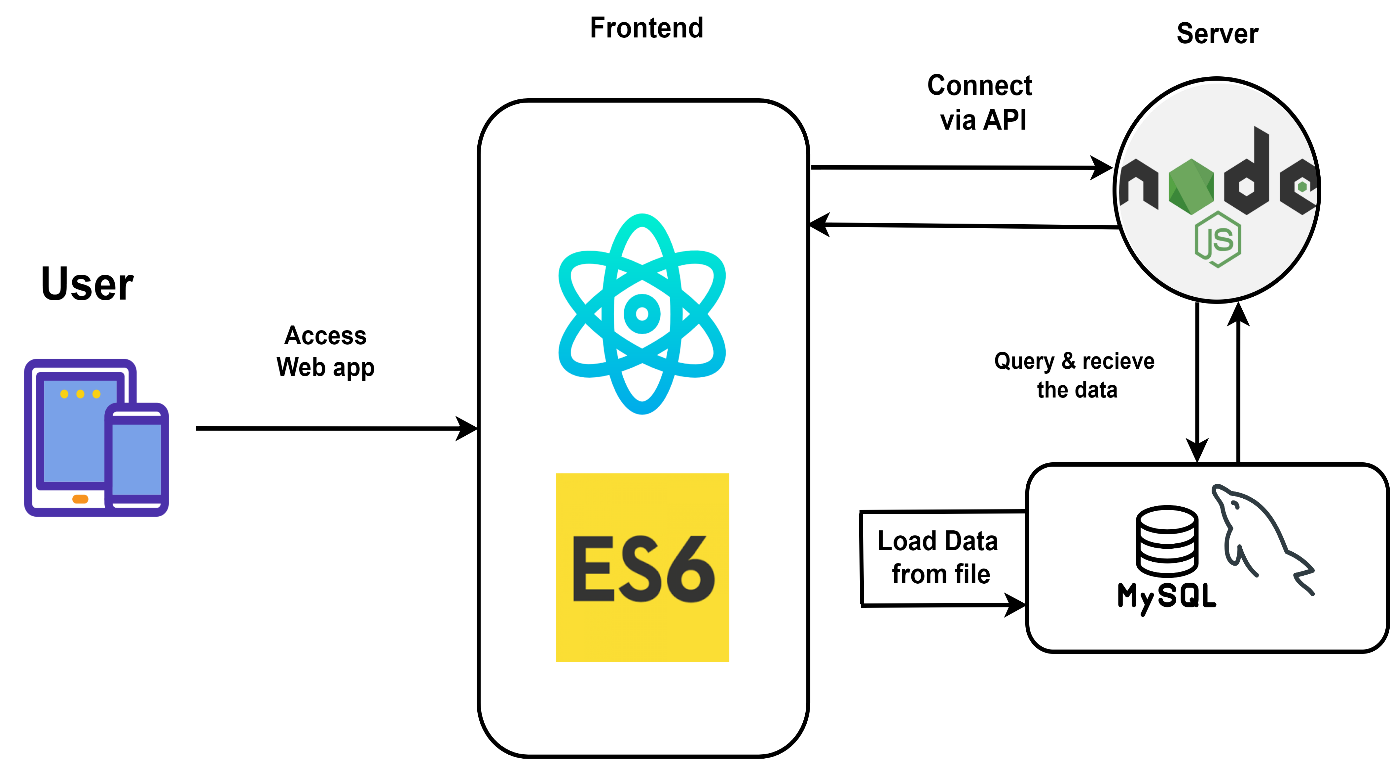 Frontend
Server
Connect
via API
node
JS
User
Access
Web app
Query & recieve
the data
ES6
Load Data
from file
MySQL